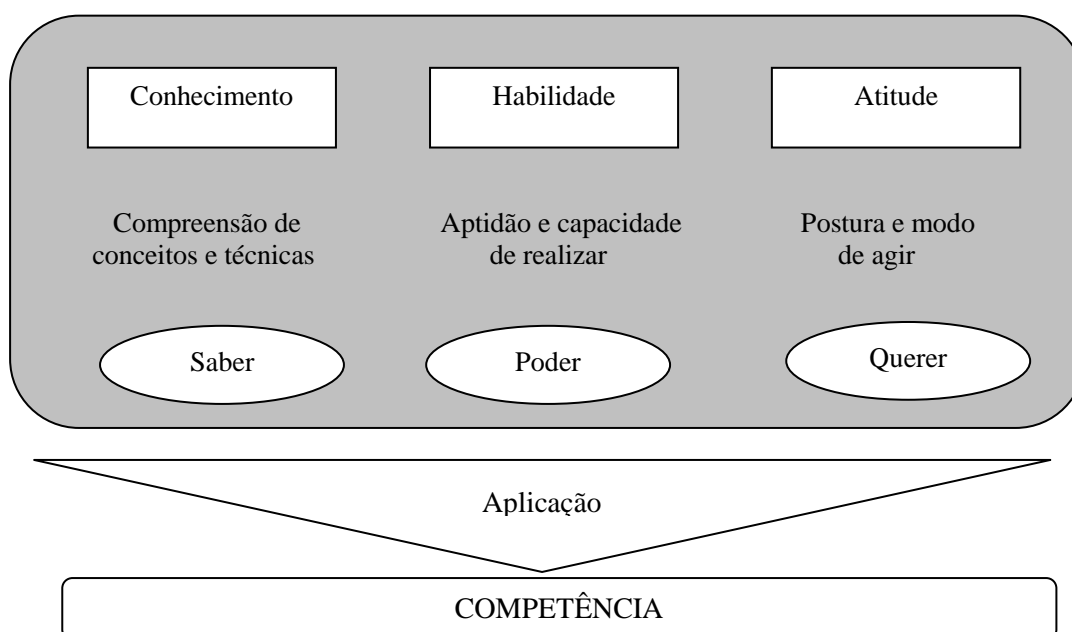 Conhecimento
Habilidade
Atitude
Compreensão de
conceitos e técnicas
Aptidão e capacidade
de realizar
Postura e modo
de agir
Saber
Poder
Querer
Aplicação
COMPETÊNCIA